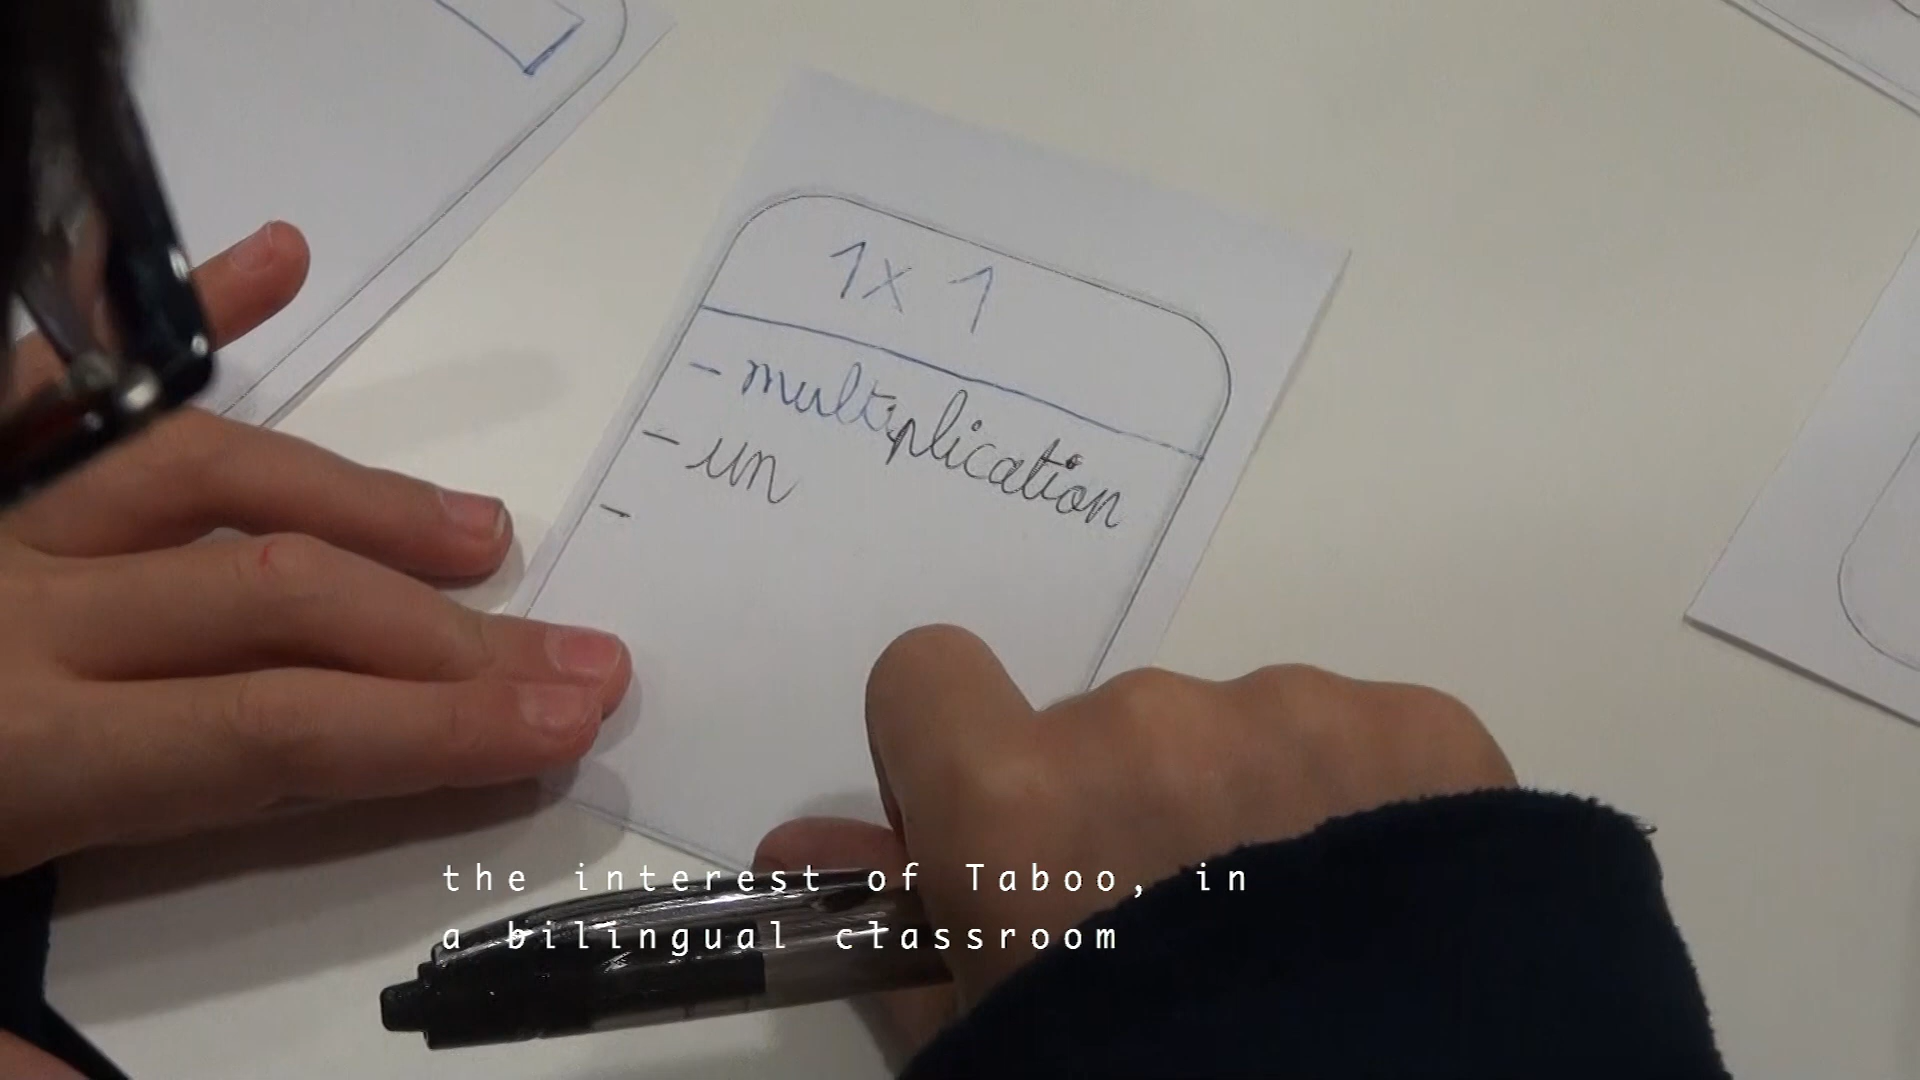 1x 1
- multiplication
- un
-
the interest of Taboo, in
a bilingual classroom